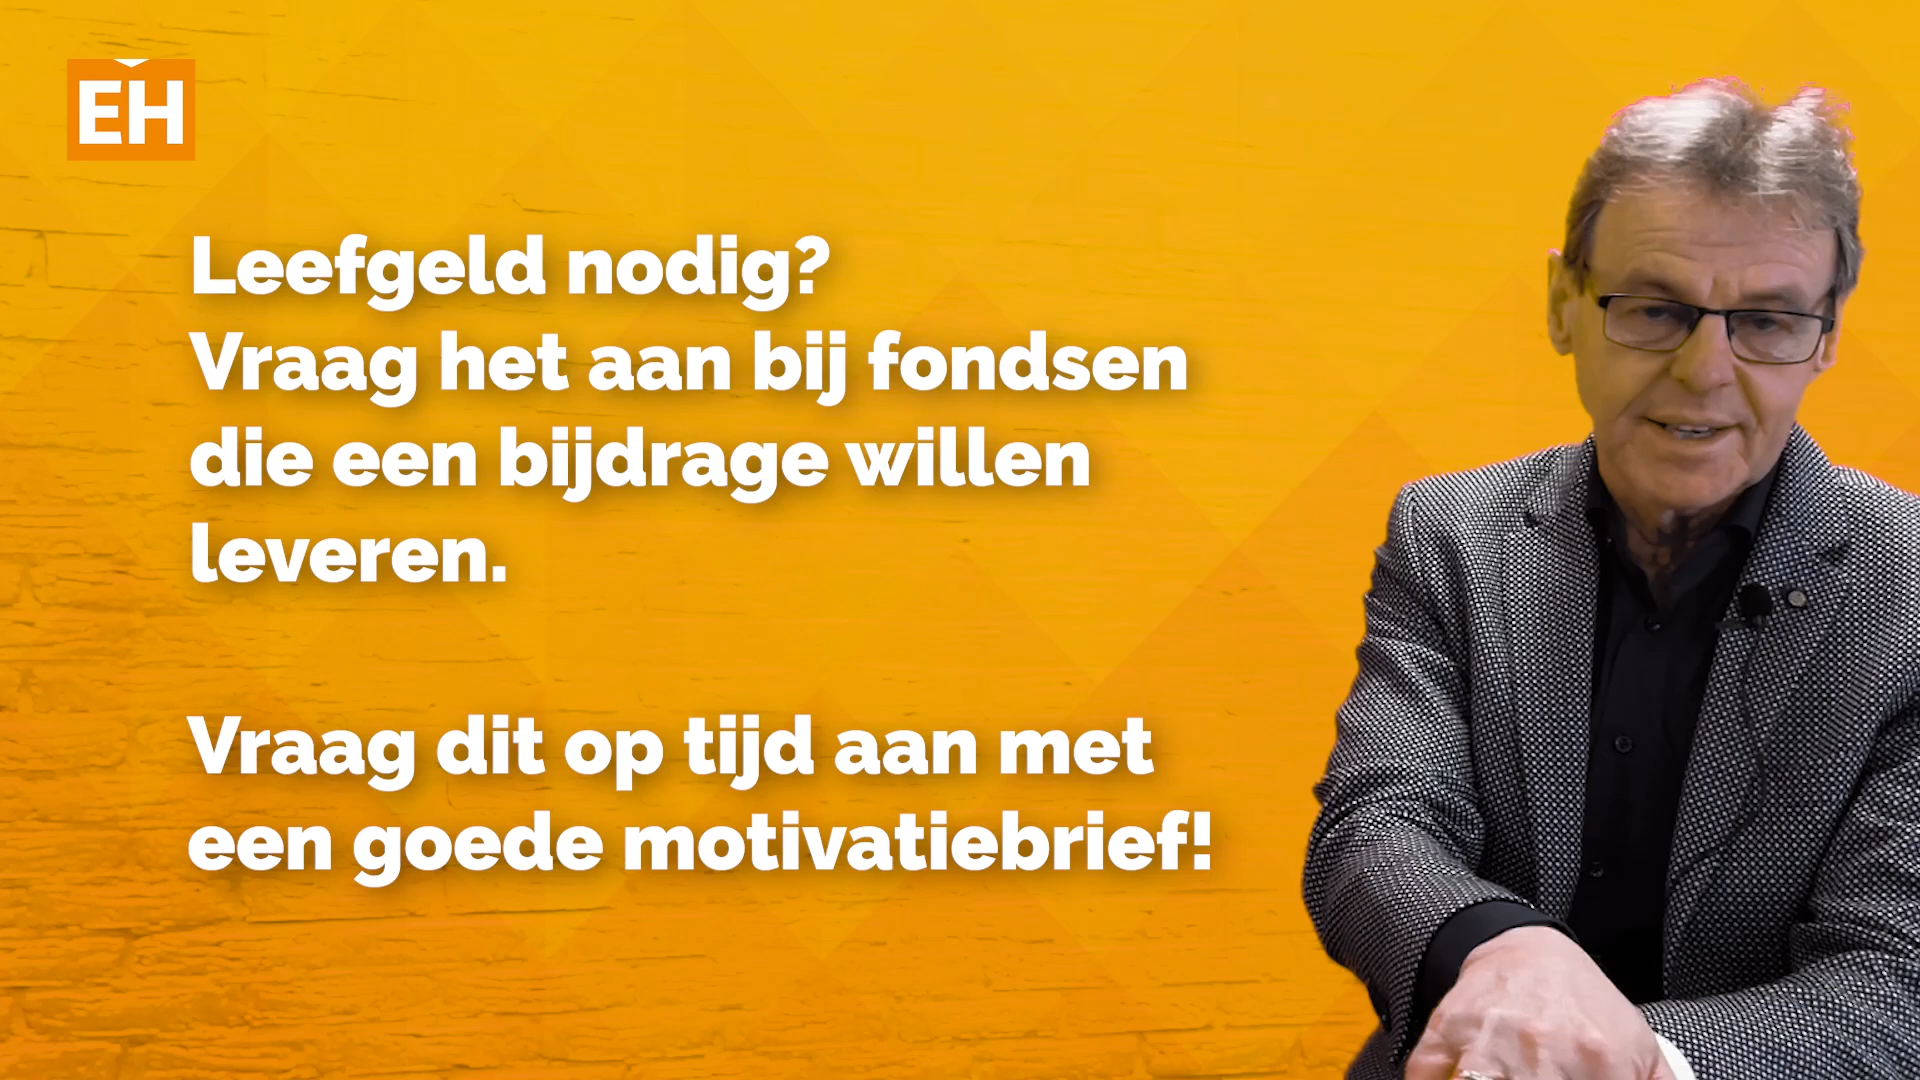 EH
Leefgeld nodig?
Vraag het aan bij fondsen
die een bijdrage willen
leveren.
Vraag dit op tijd aan met
een goede motivatiebrief!